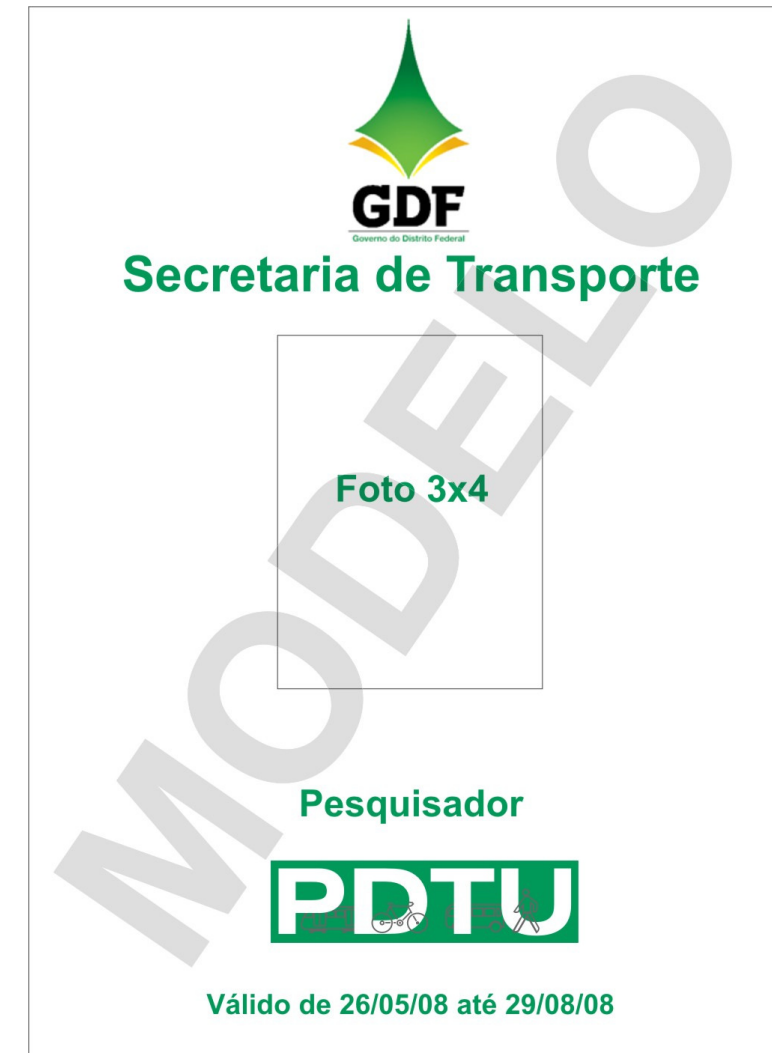 GDF
Governo do Distrito Federal
Secretaria de Transporte
Foto 3x4
MODELO
Pesquisador
PDTU
Válido de 26/05/08 até 29/08/08